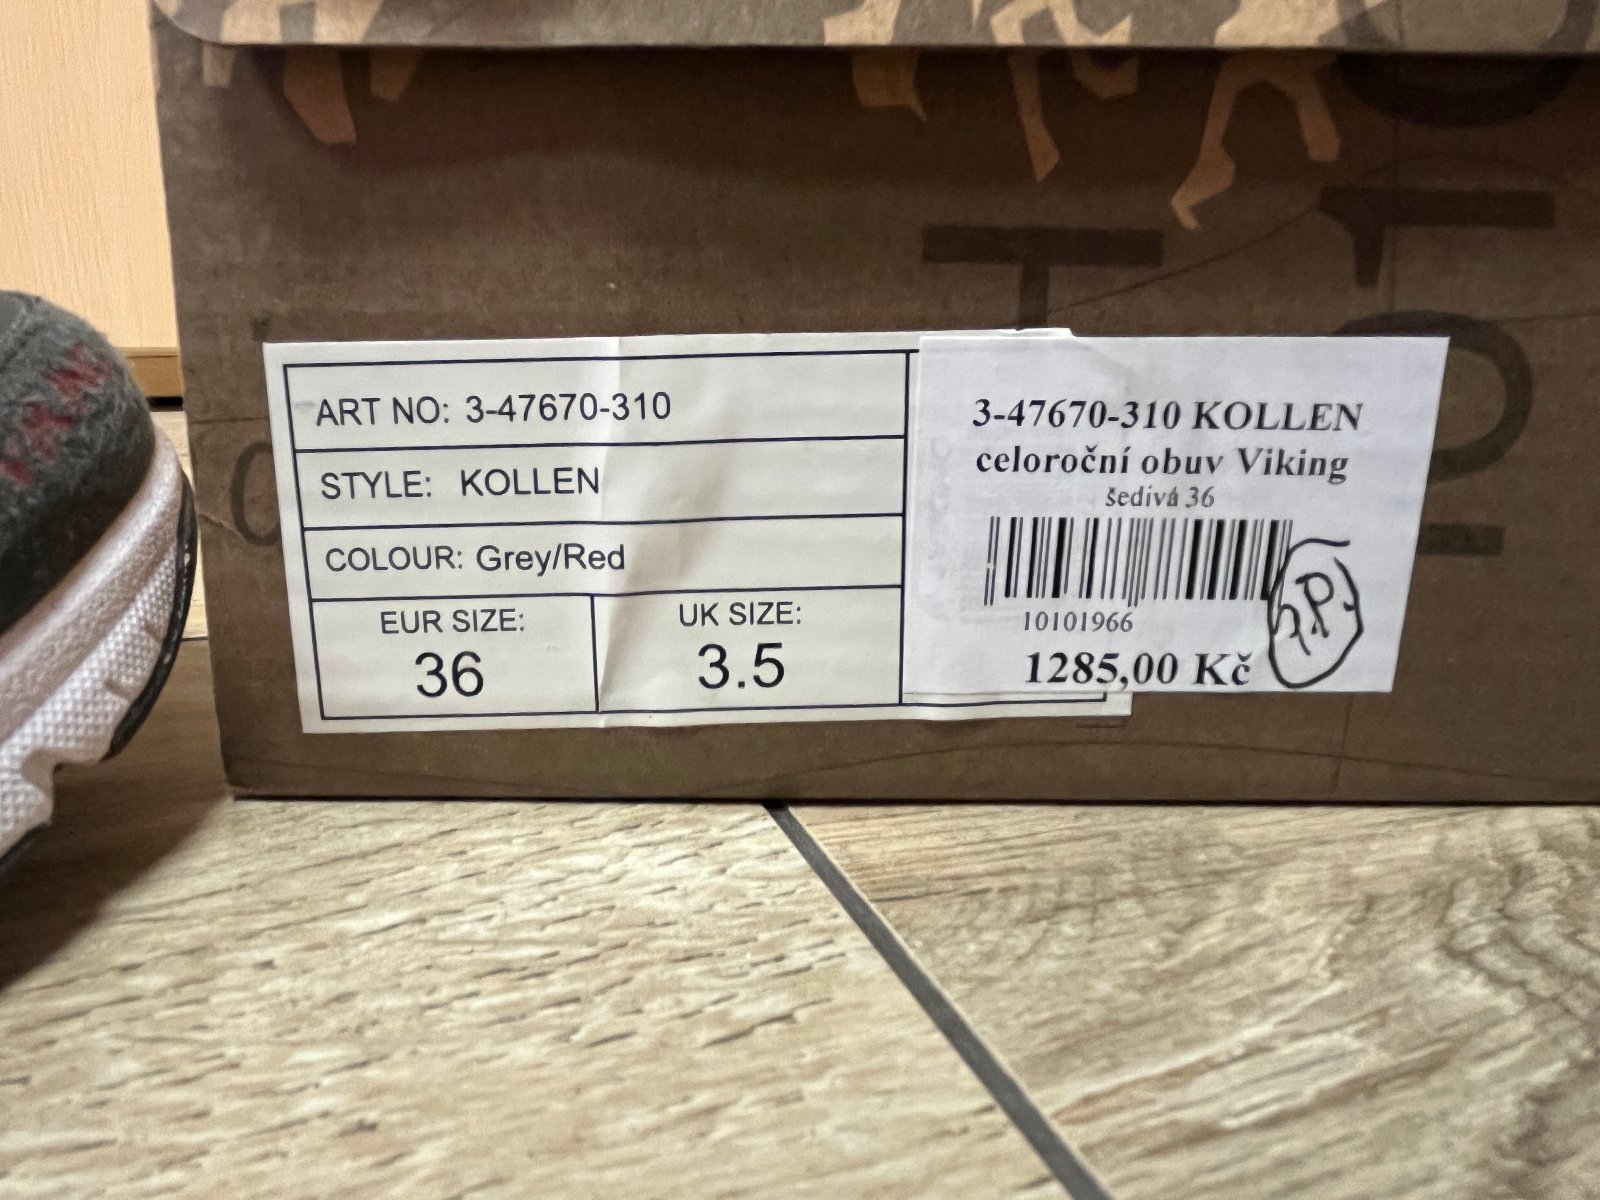 ART NO: 3-47670-310
STYLE: KOLLEN
COLOUR: Grey/Red
EUR SIZE:
36
UK SIZE:
3.5
3-47670-310 KOLLEN
celoroční obuv Viking
šedivá 36
10101966
1285,00 Kč